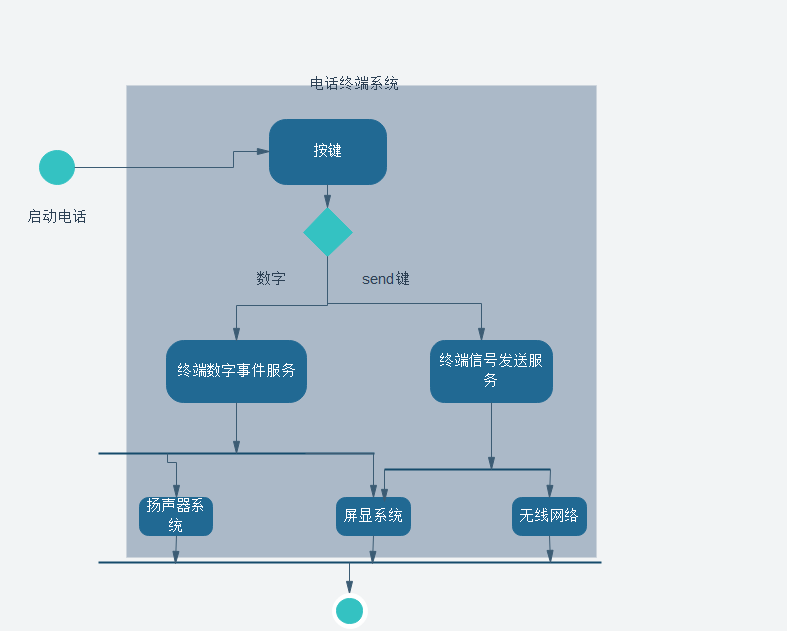 电话终端系统
按键
启动电话
数字
send键
终端数字事件服务
终端信号发送服
务
扬声器系
统
屏显系统
无线网络